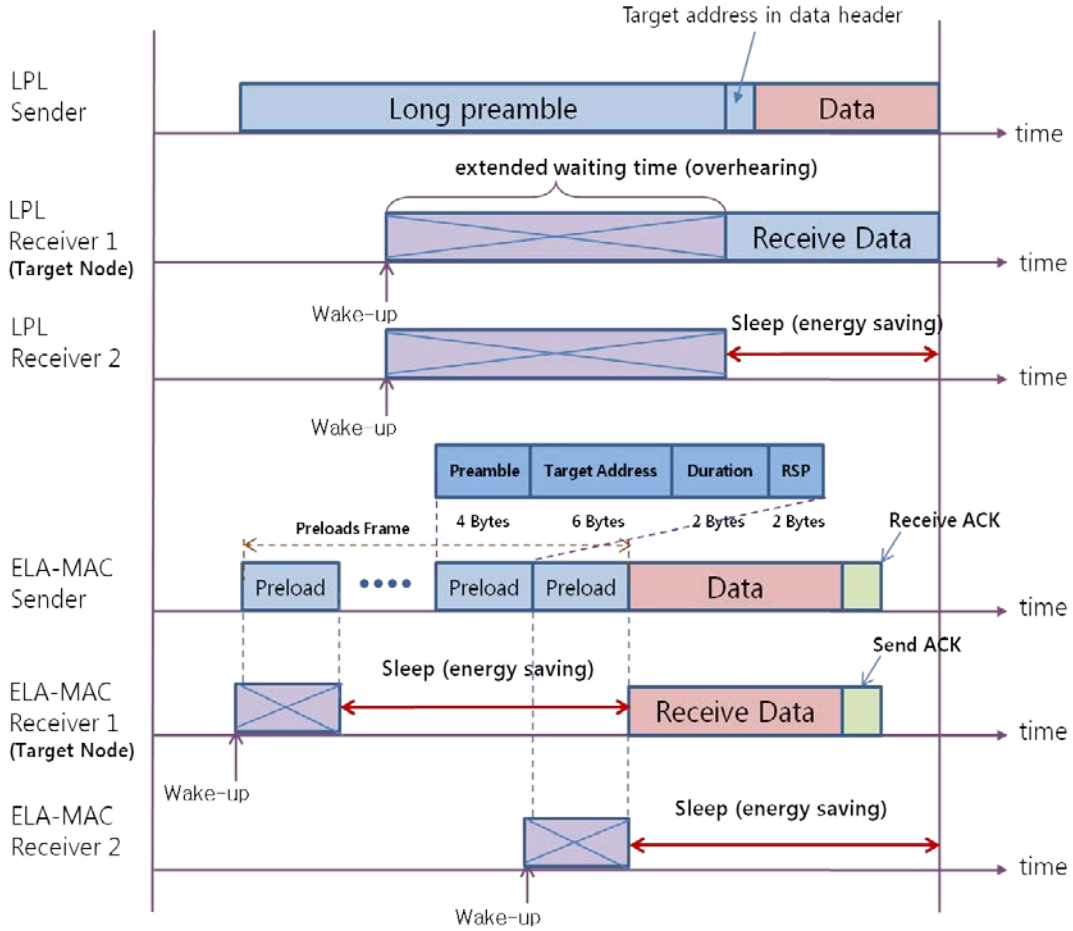 Target address in data header
LPL
Sender
Long preamble
Data
time
extended waiting time (overhearing)
LPL
Receiver 1
(Target Node)
Receive Data
time
Wake-up
LPL
Receiver 2
Sleep (energy saving)
time
Wake-up
Preamble
Target Address
Duration
RSP
4 Bytes
6 Bytes
2 Bytes
2 Bytes
Preloads Frame
Receive ACK
ELA-MAC
Sender
Preload
Preload
Preload
Data
time
Send ACK
ELA-MAC
Receiver 1
(Target Node)
Sleep (energy saving)
Receive Data
time
Wake-up
ELA-MAC
Receiver 2
Sleep (energy saving)
time
Wake-up